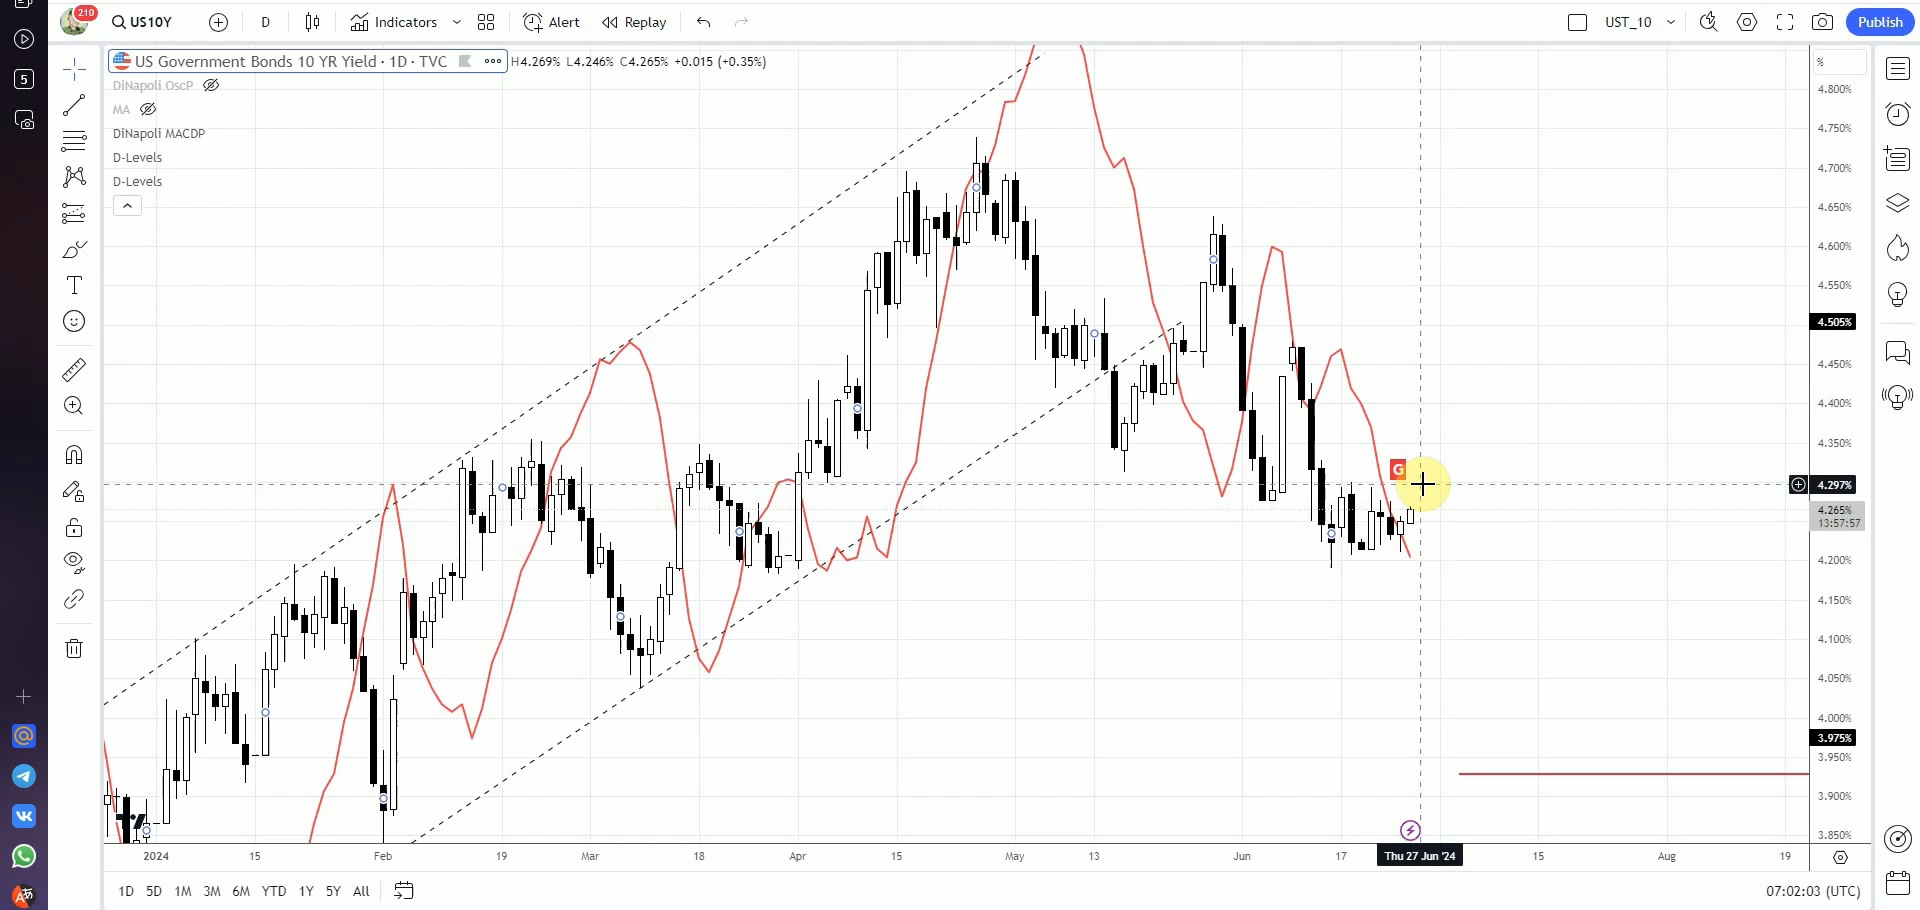 210
US10Y
D
Indicators
Alert
Replay
UST_10
Publish
5
US Government Bonds 10 YR Yield · 1D · TVC
H4.269% L4.246% C4.265% +0.015 (+0.35%)
DiNapoli OscP
MA
DiNapoli MACDP
D-Levels
D-Levels
%
4.800%
4.750%
4.700%
4.650%
4.600%
4.550%
4.505%
4.450%
4.400%
4.350%
G
4.297%
4.265%
13:57:57
4.200%
4.150%
4.100%
4.050%
4.000%
3.975%
3.950%
3.900%
3.850%
2024
15
Feb
19
Mar
18
Apr
15
May
13
Jun
17
Thu 27 Jun '24
15
Aug
19
1D
5D
1M
3M
6M
YTD
1Y
5Y
All
07:02:03 (UTC)